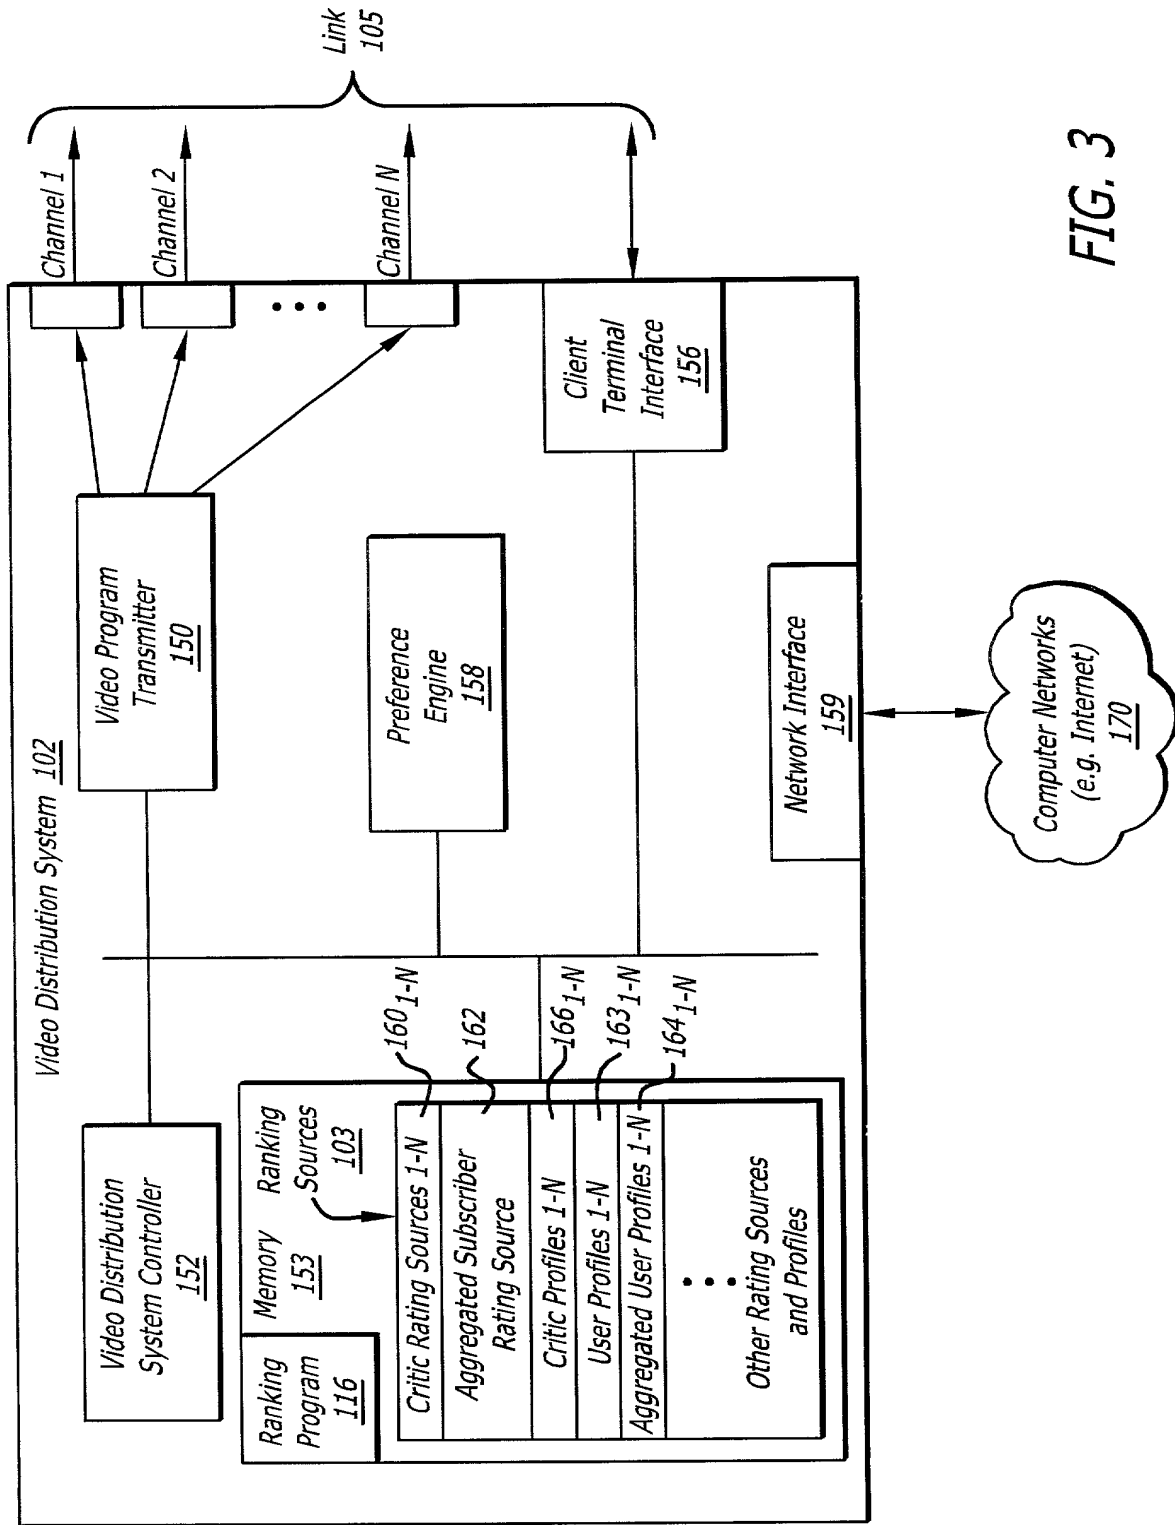 Video Distribution System 102
Video Distribution
System Controller
152
Video Program
Transmitter
150
Channel 1
Channel 2
Channel N
Link
105
Ranking
Program
116
Memory
153
Ranking
Sources
103
Critic Rating Sources 1-N
160 1-N
Aggregated Subscriber
Rating Source
162
Critic Profiles 1-N
166 1-N
User Profiles 1-N
163 1-N
Aggregated User Profiles 1-N
164 1-N
Other Rating Sources
and Profiles
Preference
Engine
158
Client
Terminal
Interface
156
Network Interface
159
Computer Networks
(e.g. Internet)
170
FIG. 3